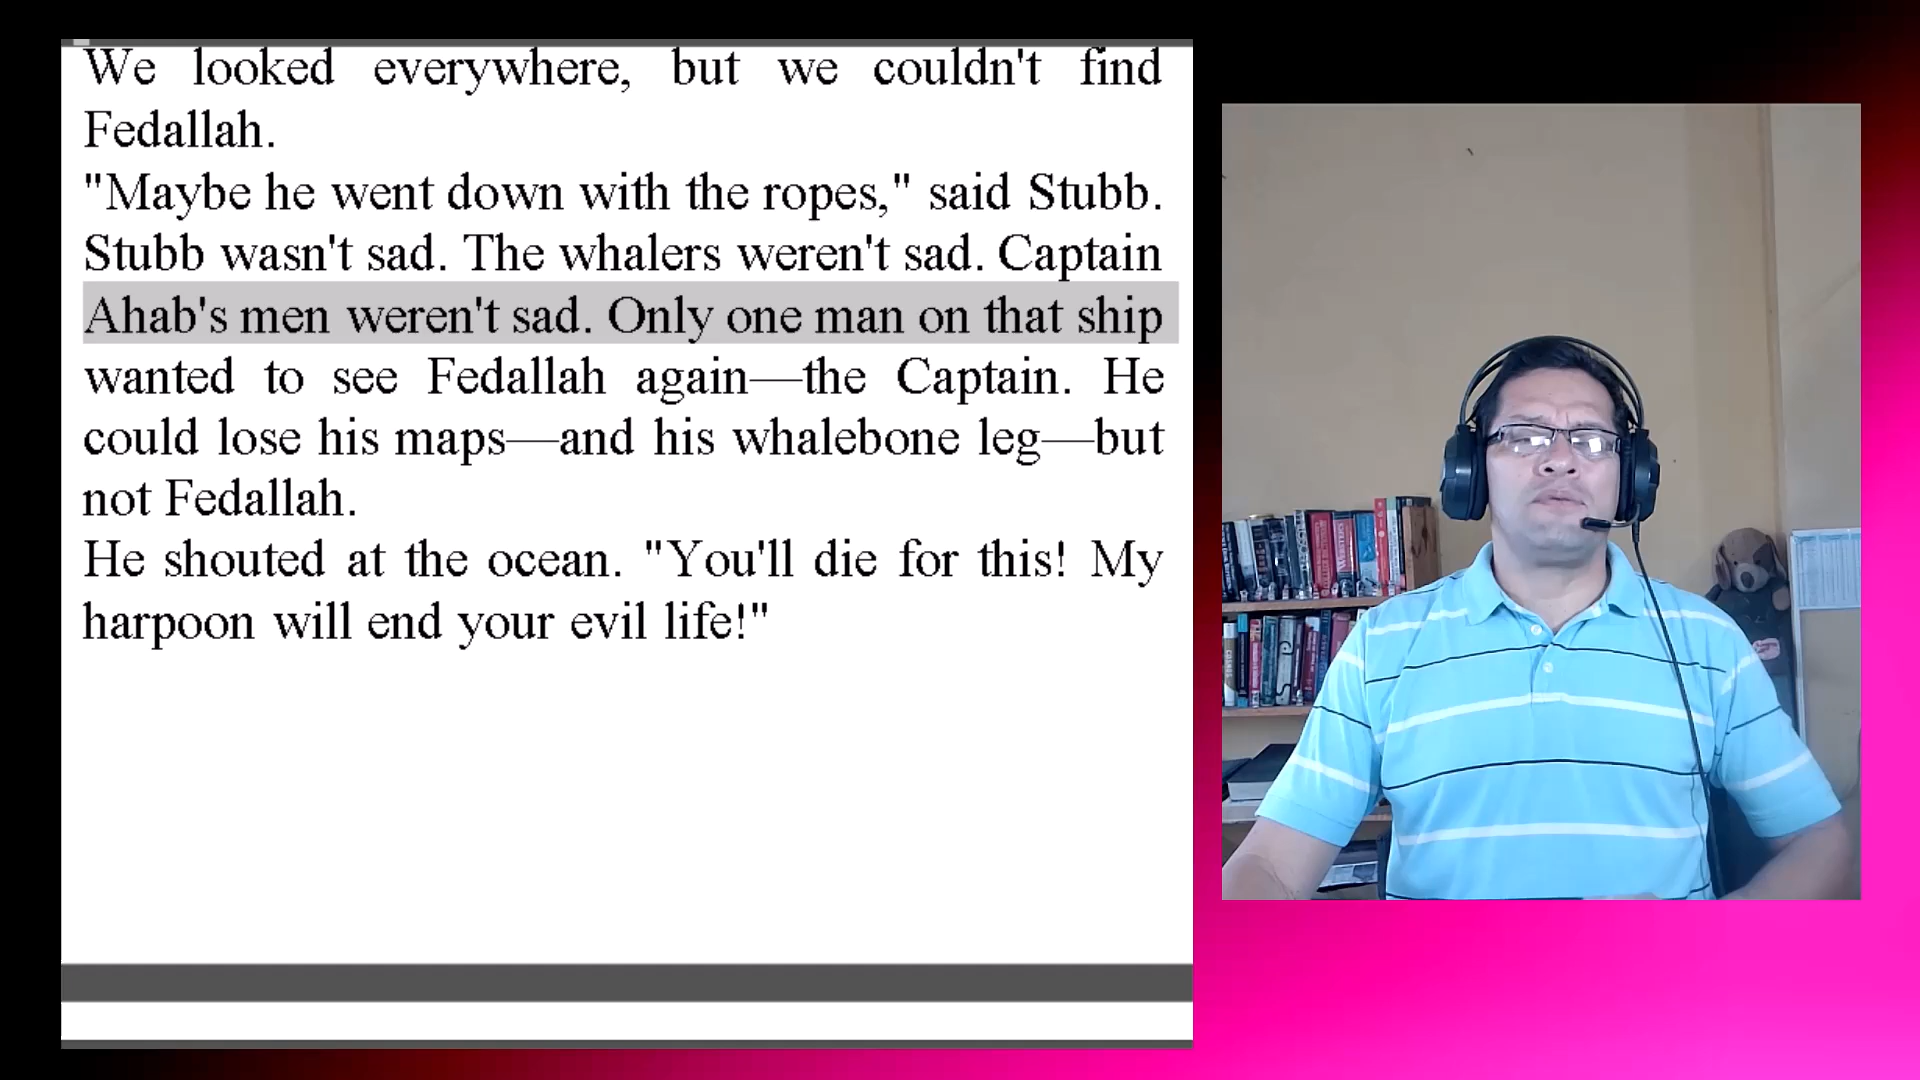 We looked everywhere, but we couldn't find
Fedallah.
"Maybe he went down with the ropes," said Stubb.
Stubb wasn't sad. The whalers weren't sad. Captain
Ahab's men weren't sad. Only one man on that ship
wanted to see Fedallah again—the Captain. He
could lose his maps—and his whalebone leg—but
not Fedallah.
He shouted at the ocean. "You'll die for this! My
harpoon will end your evil life!"